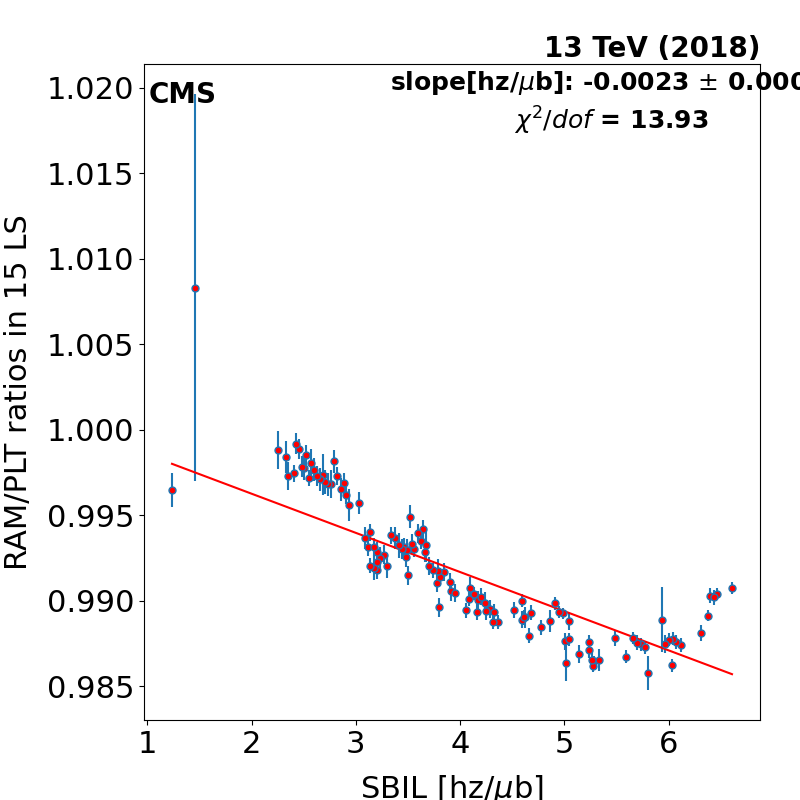 13 TeV (2018)
CMS
slope[hz/μb]: -0.0023 ± 0.000
χ²/dof = 13.93
RAM/PLT ratios in 15 LS
1.020
1.015
1.010
1.005
1.000
0.995
0.990
0.985
1 2 3 4 5 6
SBIL [hz/μb]